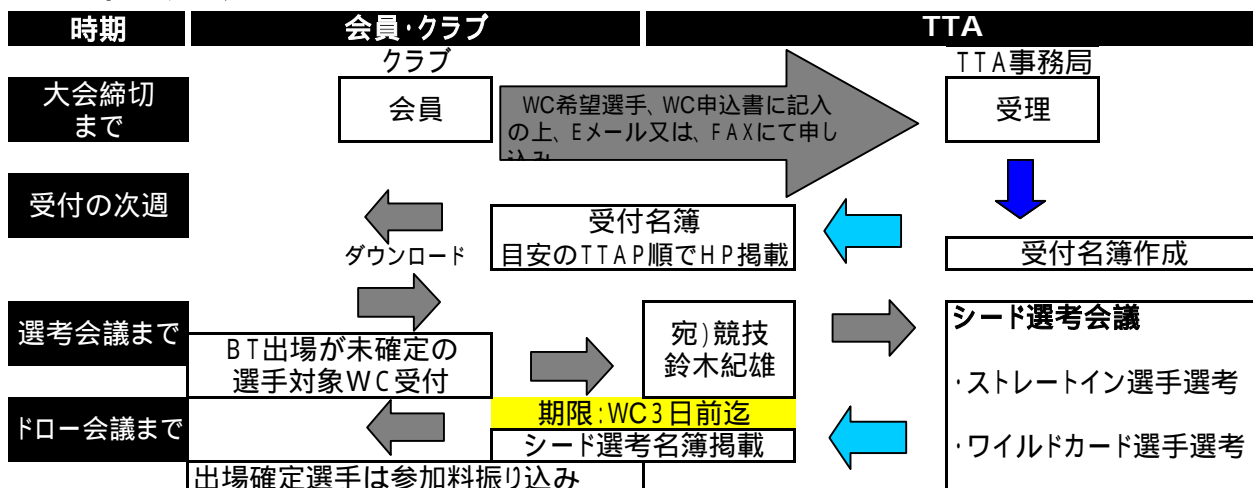 時期 会員・クラブ TTA
クラブ TTA事務局
大会締切
まで
会員
WC希望選手、WC申込書に記入
の上、Eメール又は、FAXにて申し
込み
受理
受付の次週
ダウンロード
受付名簿
目安のTTAP順でHP掲載
受付名簿作成
選考会議まで
BT出場が未確定の
選手対象WC受付
宛)競技
鈴木紀雄
シード選考会議
・ストレートイン選手選考
・ワイルドカード選手選考
ドロー会議まで
期限:WC3日前迄
シード選考名簿掲載
出場確定選手は参加料振り込み